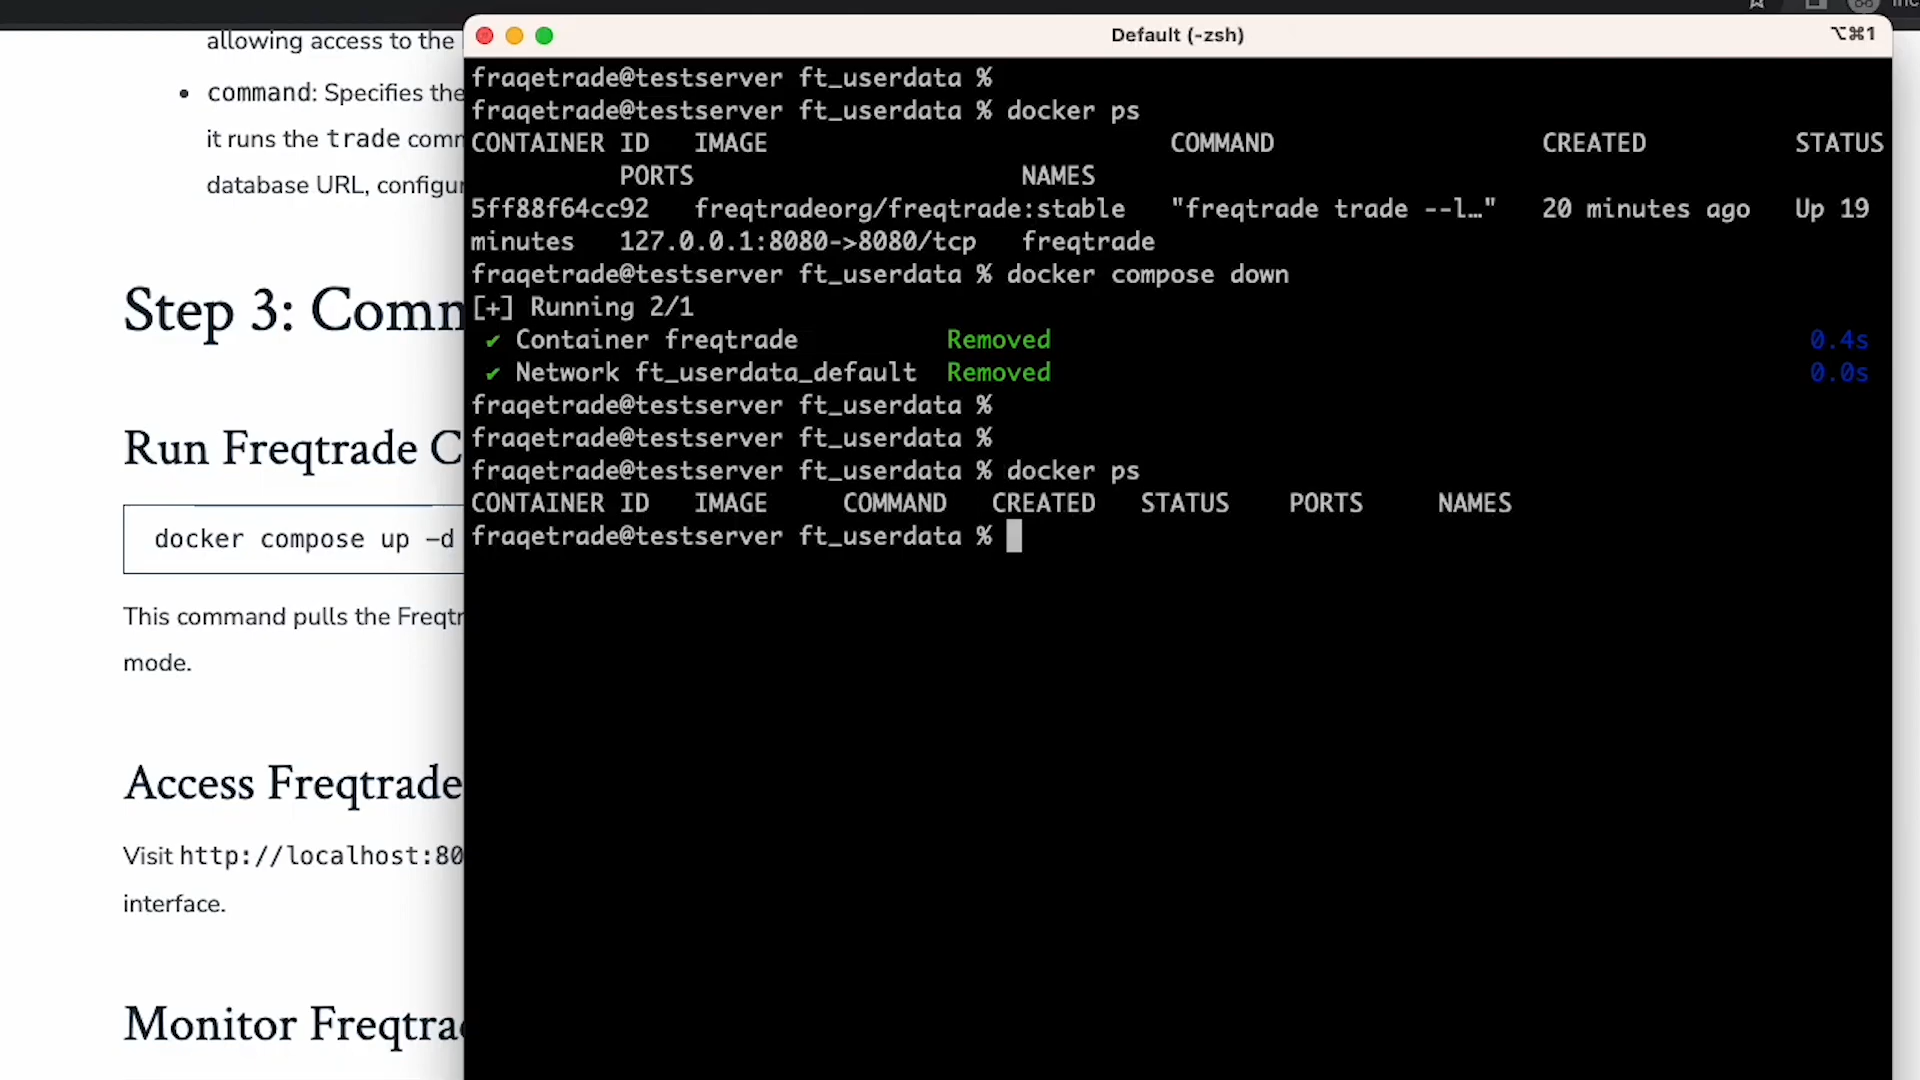 allowing access to the
command: Specifies the
it runs the trade comm
database URL, configur
Step 3: Comm
Run Freqtrade C
docker compose up -d
This command pulls the Freqtr
mode.
Access Freqtrade
Visit http://localhost:80
interface.
Monitor Freqtrad
Default (-zsh)
⌥⌘1
fraqetrade@testserver ft_userdata %
fraqetrade@testserver ft_userdata % docker ps
CONTAINER ID   IMAGE                           COMMAND                  CREATED          STATUS
          PORTS                      NAMES
5ff88f64cc92   freqtradeorg/freqtrade:stable   "freqtrade trade --l…"   20 minutes ago   Up 19
minutes   127.0.0.1:8080->8080/tcp   freqtrade
fraqetrade@testserver ft_userdata % docker compose down
[+] Running 2/1
✔ Container freqtrade          Removed          0.4s
✔ Network ft_userdata_default  Removed          0.0s
fraqetrade@testserver ft_userdata %
fraqetrade@testserver ft_userdata %
fraqetrade@testserver ft_userdata % docker ps
CONTAINER ID   IMAGE     COMMAND   CREATED   STATUS    PORTS     NAMES
fraqetrade@testserver ft_userdata %